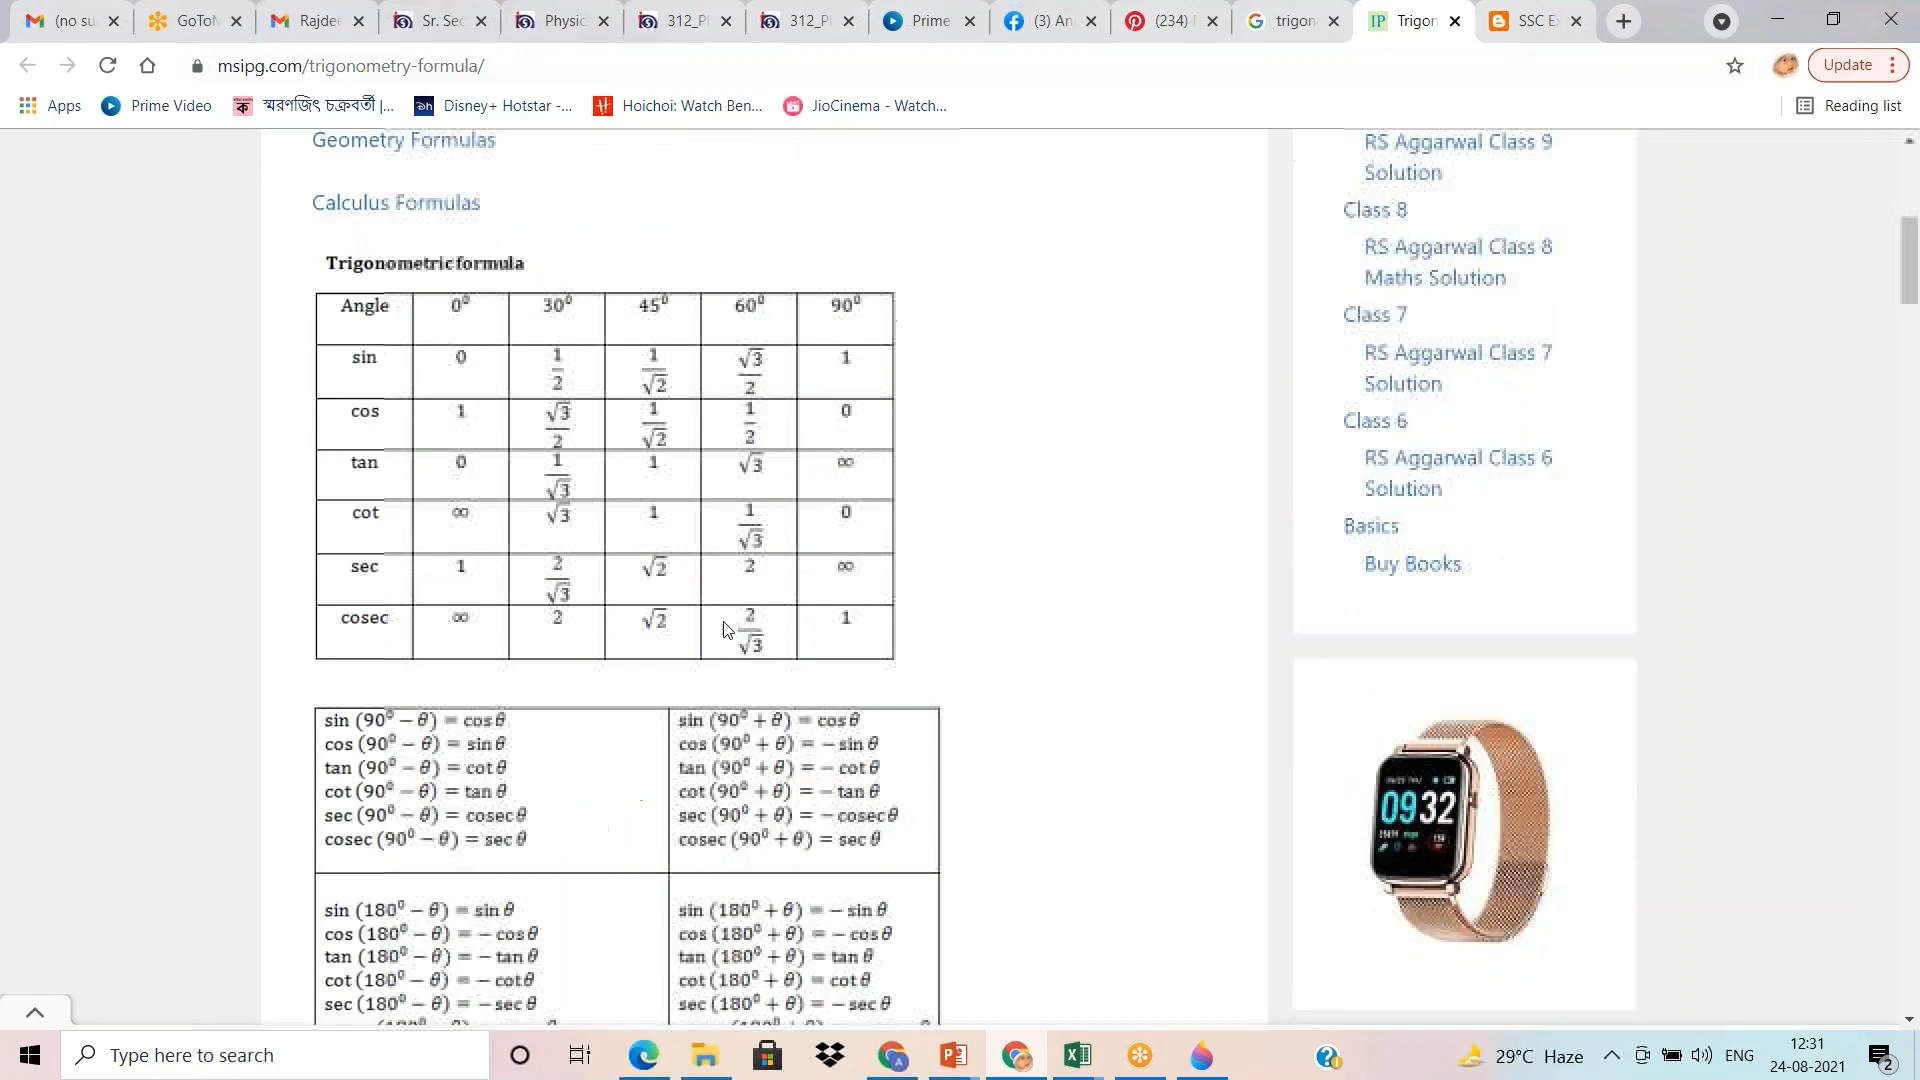 (no su
GoToM
Rajdee
Sr. Sec
Physic
312_P
312_P
Prime
(3) An
(234)
trigon
IP
Trigon
SSC E
msipg.com/trigonometry-formula/
Update
Apps
Prime Video
স্মরণজিৎ চক্রবর্তী |...
Disney+ Hotstar -...
Hoichoi: Watch Ben...
JioCinema - Watch...
Reading list
Geometry Formulas
Calculus Formulas
Trigonometric formula
Angle 0⁰ 30⁰ 45⁰ 60⁰ 90⁰
sin 0 1/2 1/√2 √3/2 1
cos 1 √3/2 1/√2 1/2 0
tan 0 1/√3 1 √3 ∞
cot ∞ √3 1 1/√3 0
sec 1 2/√3 √2 2 ∞
cosec ∞ 2 √2 2/√3 1
sin (90⁰ − θ) = cos θ
cos (90⁰ − θ) = sin θ
tan (90⁰ − θ) = cot θ
cot (90⁰ − θ) = tan θ
sec (90⁰ − θ) = cosec θ
cosec (90⁰ − θ) = sec θ
sin (90⁰ + θ) = cos θ
cos (90⁰ + θ) = − sin θ
tan (90⁰ + θ) = − cot θ
cot (90⁰ + θ) = − tan θ
sec (90⁰ + θ) = − cosec θ
cosec (90⁰ + θ) = sec θ
sin (180⁰ − θ) = sin θ
cos (180⁰ − θ) = − cos θ
tan (180⁰ − θ) = − tan θ
cot (180⁰ − θ) = − cot θ
sec (180⁰ − θ) = − sec θ
sin (180⁰ + θ) = − sin θ
cos (180⁰ + θ) = − cos θ
tan (180⁰ + θ) = tan θ
cot (180⁰ + θ) = cot θ
sec (180⁰ + θ) = − sec θ
RS Aggarwal Class 9
Solution
Class 8
RS Aggarwal Class 8
Maths Solution
Class 7
RS Aggarwal Class 7
Solution
Class 6
RS Aggarwal Class 6
Solution
Basics
Buy Books
09 32
Type here to search
29°C Haze
ENG
12:31
24-08-2021
2